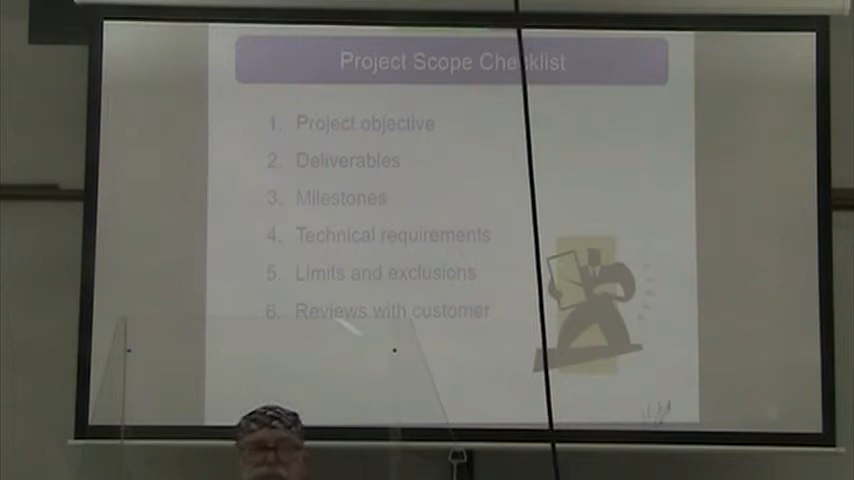 Project Scope Checklist
1. Project objective
2. Deliverables
3. Milestones
4. Technical requirements
5. Limits and exclusions
6. Reviews with customer